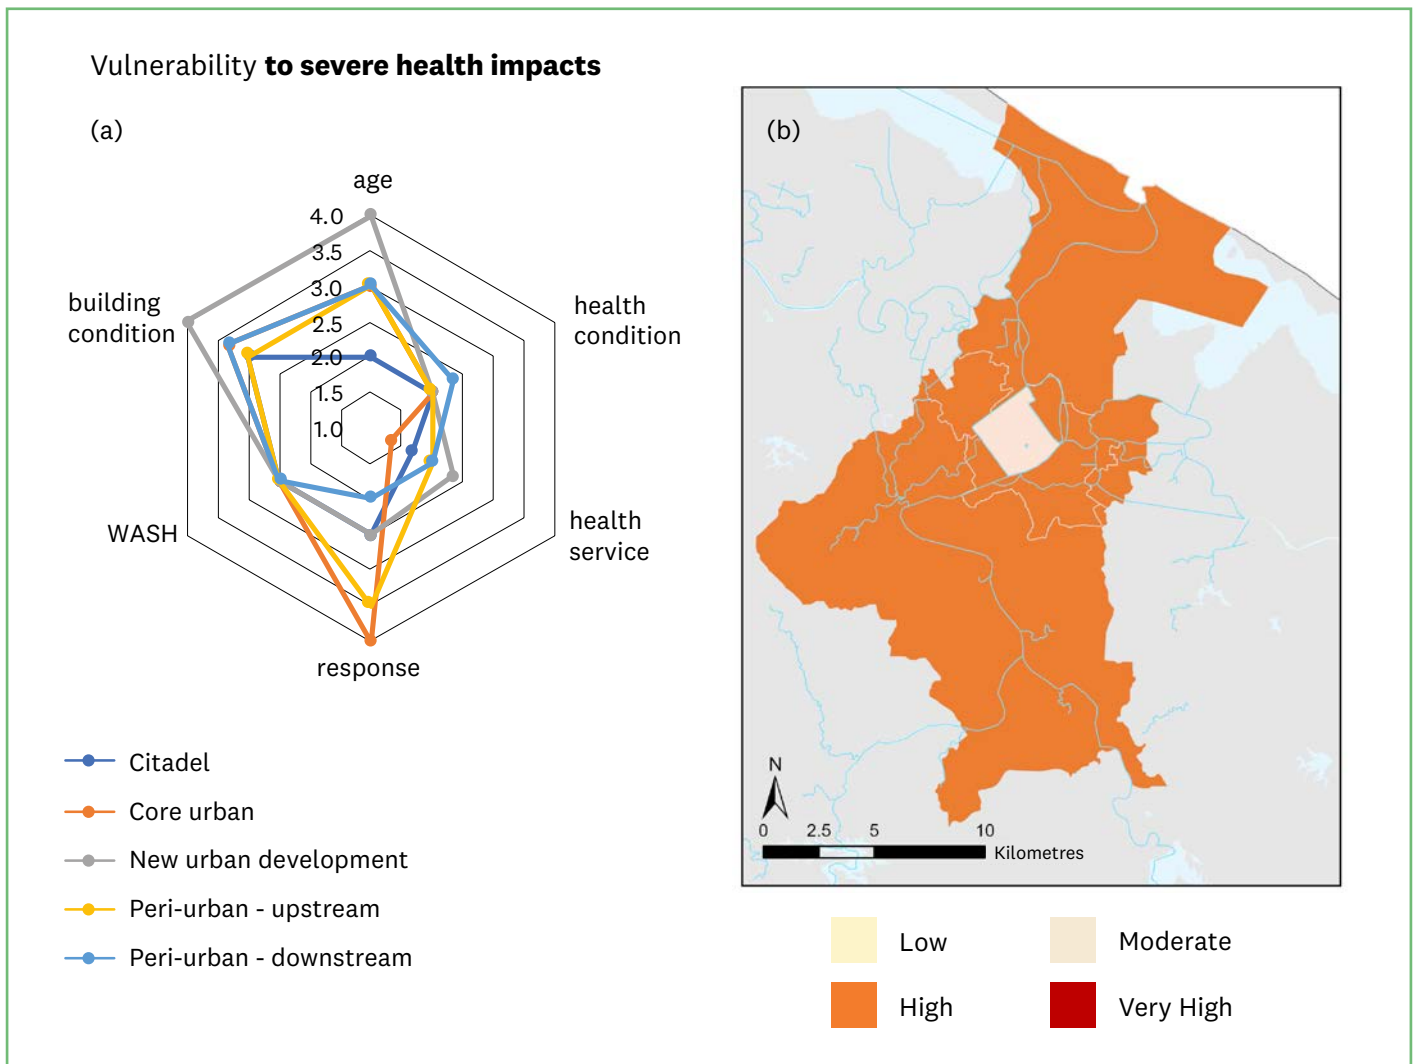 Vulnerability to severe health impacts
(a)
age
4.0
3.5
3.0
2.5
2.0
1.5
1.0
building
condition
health
condition
WASH
health
service
response
Citadel
Core urban
New urban development
Peri-urban - upstream
Peri-urban - downstream
(b)
N
0 2.5 5 10
Kilometres
Low
Moderate
High
Very High